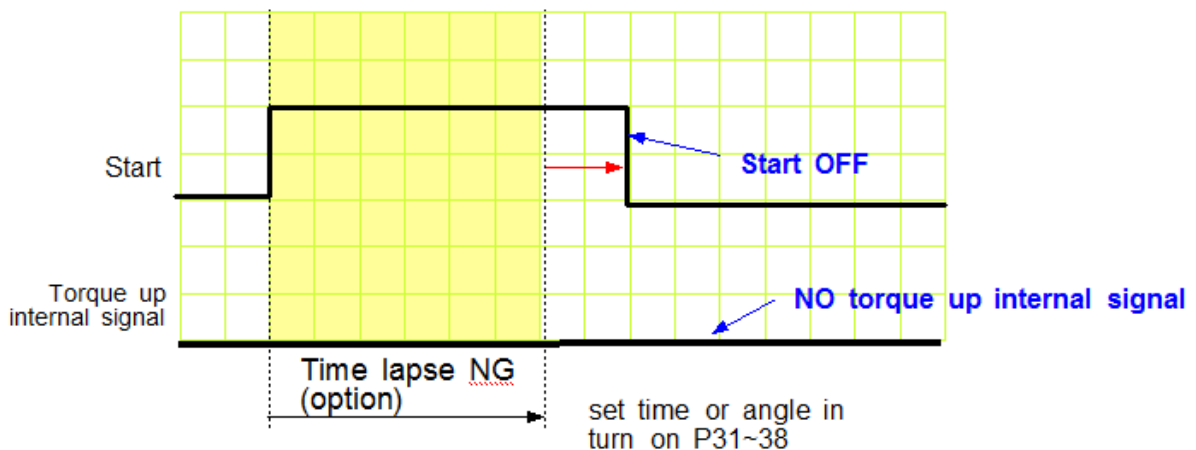 Start
Start OFF
Torque up
internal signal
NO torque up internal signal
Time lapse NG
(option)
set time or angle in
turn on P31~38